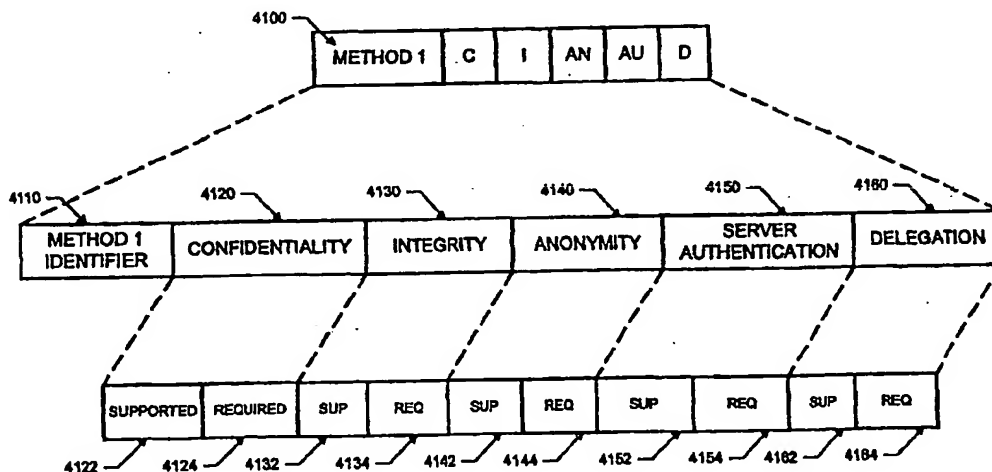 4100
METHOD 1 C I AN AU D
4110 4120 4130 4140 4150 4160
METHOD 1 IDENTIFIER CONFIDENTIALITY INTEGRITY ANONYMITY SERVER AUTHENTICATION DELEGATION
SUPPORTED REQUIRED SUP REQ SUP REQ SUP REQ SUP REQ
4122 4124 4132 4134 4142 4144 4152 4154 4162 4164